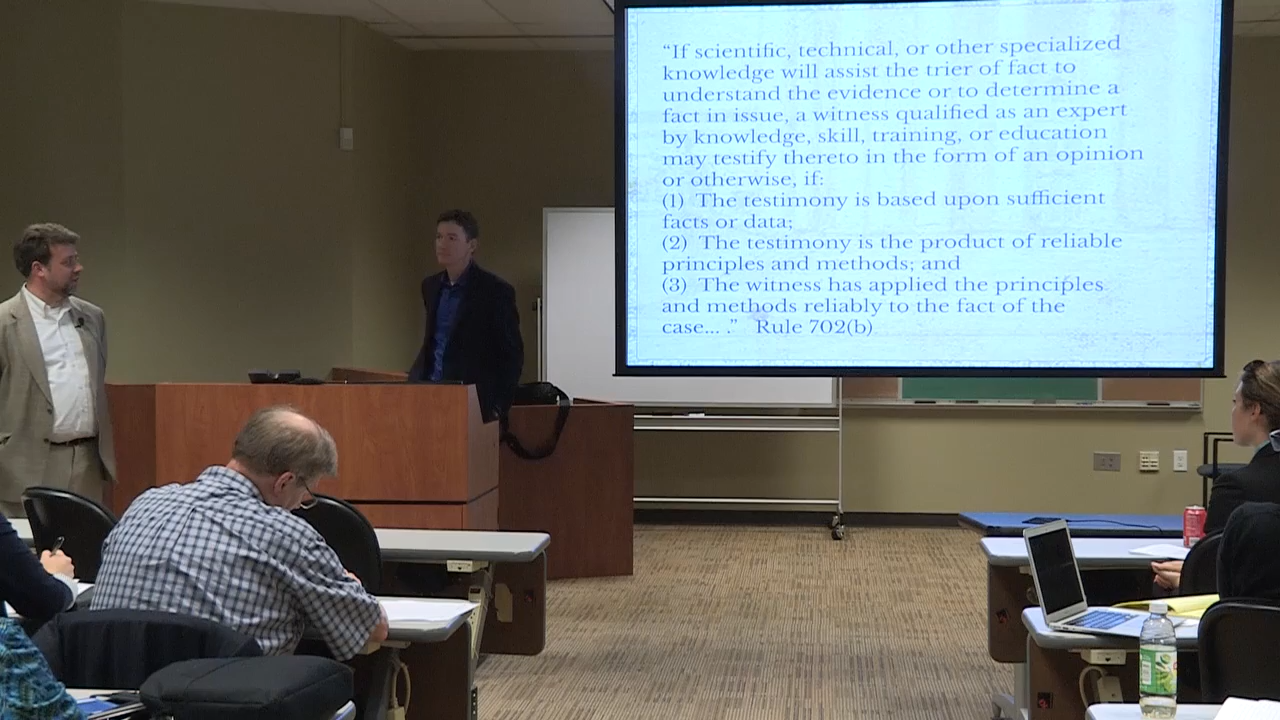 “If scientific, technical, or other specialized
knowledge will assist the trier of fact to
understand the evidence or to determine a
fact in issue, a witness qualified as an expert
by knowledge, skill, training, or education
may testify thereto in the form of an opinion
or otherwise, if:
(1) The testimony is based upon sufficient
facts or data;
(2) The testimony is the product of reliable
principles and methods; and
(3) The witness has applied the principles
and methods reliably to the fact of the
case... .” Rule 702(b)